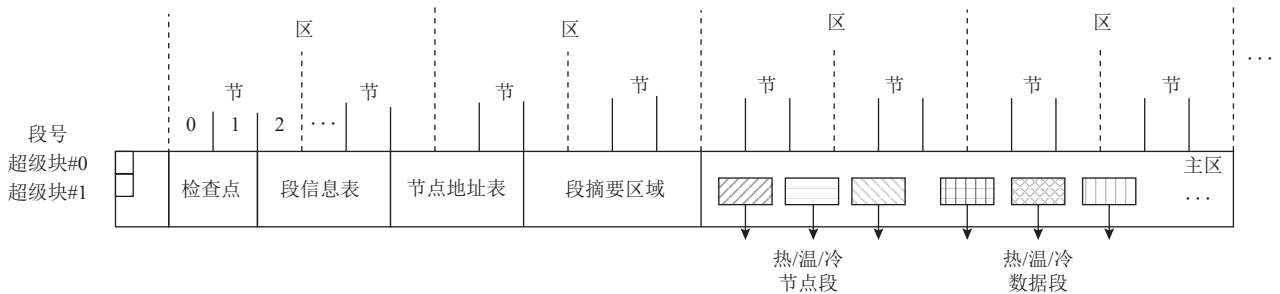 区 区 区 区
...
节 节 节 节 节 节 节 节
0 1 2 ...
段号
超级块#0
超级块#1
检查点 段信息表 节点地址表 段摘要区域
主区
...
热/温/冷
节点段
热/温/冷
数据段